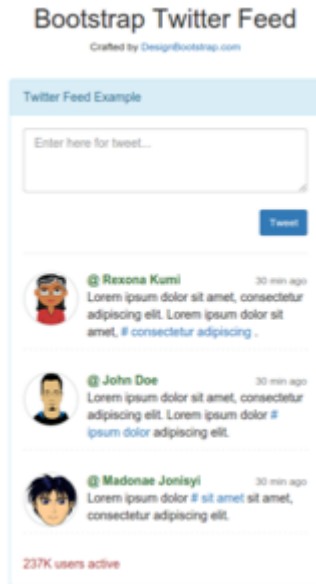 Bootstrap Twitter Feed
Crafted by DesignBootstrap.com
Twitter Feed Example
Enter here for tweet...
Tweet
@ Rexona Kumi 30 min ago
Lorem ipsum dolor sit amet, consectetur
adipiscing elit. Lorem ipsum dolor sit
amet, # consectetur adipiscing .
@ John Doe 30 min ago
Lorem ipsum dolor sit amet, consectetur
adipiscing elit. Lorem ipsum dolor #
ipsum dolor adipiscing elit.
@ Madonae Jonisyi 30 min ago
Lorem ipsum dolor # sit amet sit amet,
consectetur adipiscing elit.
237K users active